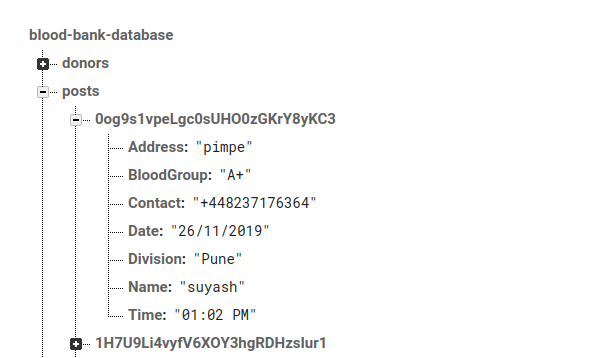 blood-bank-database
donors
posts
0og9s1vpeLgc0sUHO0zGKrY8yKC3
Address: "pimpe"
BloodGroup: "A+"
Contact: "+448237176364"
Date: "26/11/2019"
Division: "Pune"
Name: "suyash"
Time: "01:02 PM"
1H7U9Li4vyfV6XOY3hgRDHzsIur1